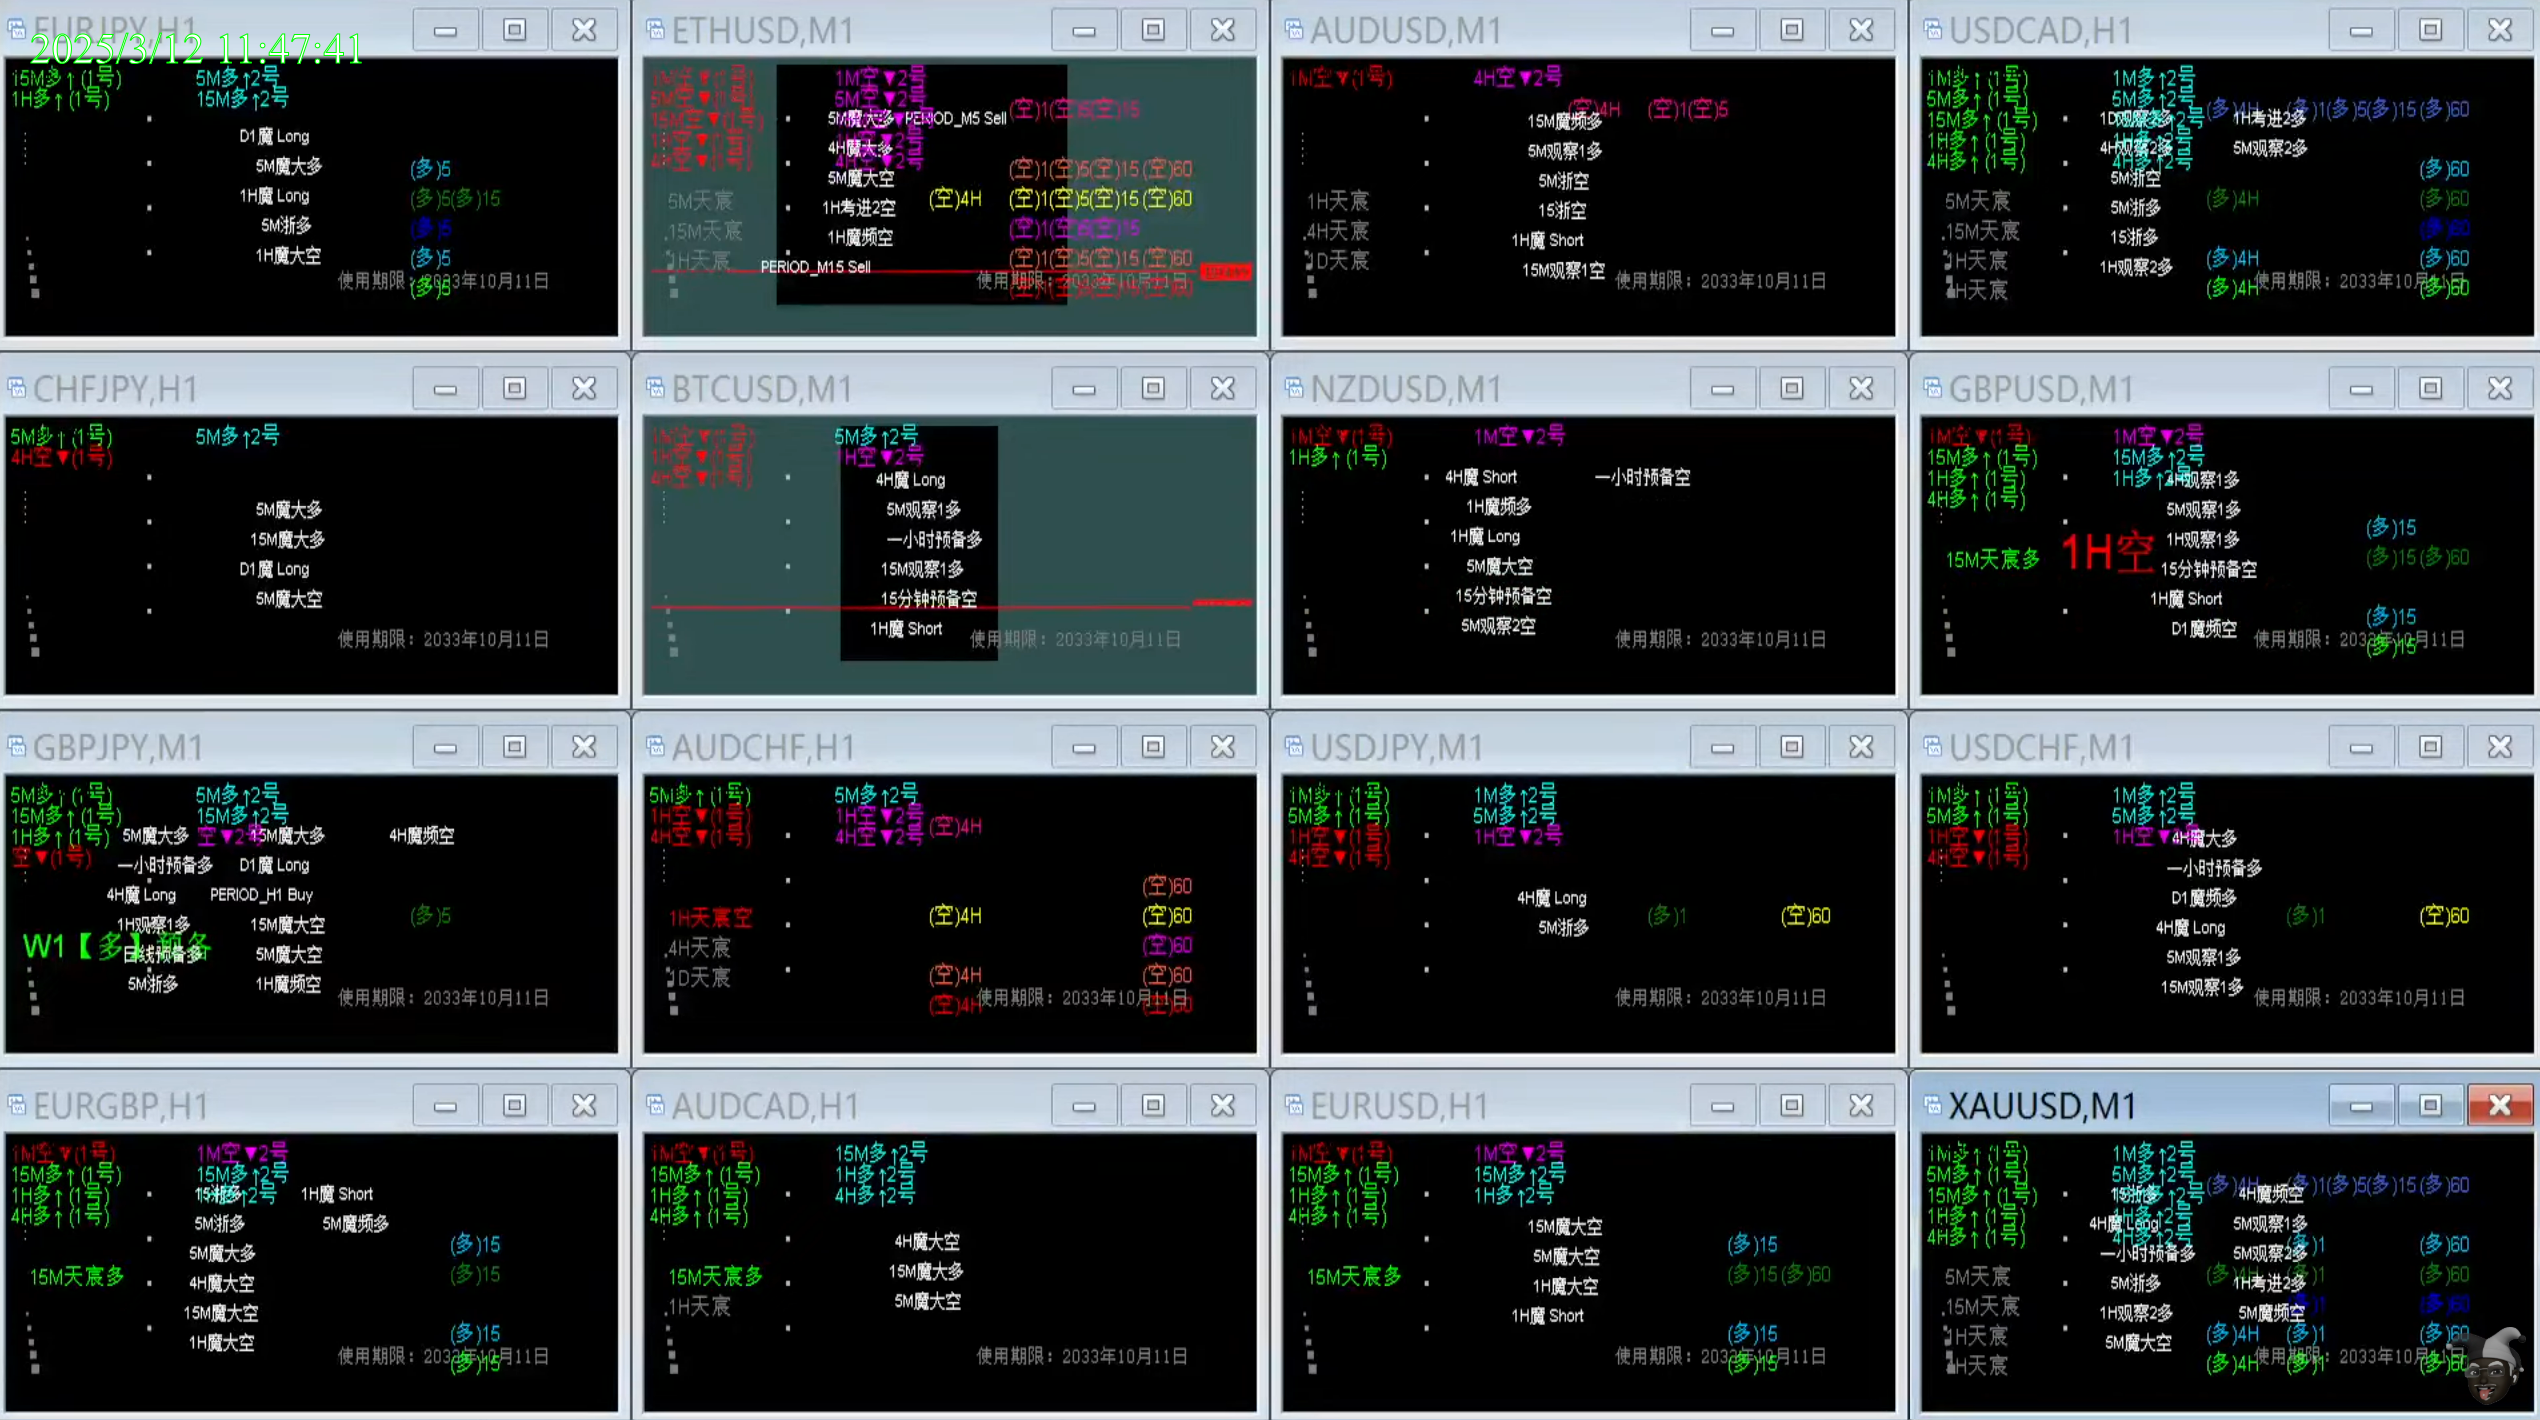 EURJPY,H1
2025/3/12 11:47:41
15M多↑(1号) 5M多↑2号
1H多↑(1号) 15M多↑2号
D1魔 Long
5M魔大多 (多)5
1H魔 Long (多)5(多)15
5M浙多 (多)5
1H魔大空 (多)5
使用期限：2033年10月11日
(多)5
ETHUSD,M1
1M空▼(1号) 1M空▼2号
5M空▼(1号) 5M空▼2号
5M魔大多 PERIOD_M5 Sell (空)1(空)5(空)15
15M空▼(1号)
1H空▼(1号) 1H空▼2号
4H魔大多
4H空▼(1号) 4H空▼2号
5M魔大空 (空)1(空)5(空)15(空)60
5M天宸 1H考进2空 (空)4H (空)1(空)5(空)15(空)60
15M天宸 1H魔频空 (空)1(空)5(空)15
1H天宸 PERIOD_M15 Sell (空)1(空)5(空)15(空)60
使用期限：2033年10月11日
AUDUSD,M1
1M空▼(1号) 4H空▼2号
(空)4H (空)1(空)5
15M魔频多
5M观察1多
5M浙空
1H天宸 15浙空
4H天宸 1H魔 Short
1D天宸 15M观察1空
使用期限：2033年10月11日
USDCAD,H1
1M多↑(1号) 1M多↑2号
5M多↑(1号) 5M多↑2号
(多)4H (多)1(多)5(多)15(多)60
15M多↑(1号) 1H考进2多
1H多↑(1号)
4H观察2多 5M观察2多
4H多↑(1号) 4H多↑2号
5M浙空 (多)60
5M天宸 5M浙多 (多)4H (多)60
15M天宸 15浙多 (多)60
1H天宸 1H观察2多 (多)4H (多)60
4H天宸 (多)4H (多)60
使用期限：2033年10月11日
CHFJPY,H1
5M多↑(1号) 5M多↑2号
4H空▼(1号)
5M魔大多
15M魔大多
D1魔 Long
5M魔大空
使用期限：2033年10月11日
BTCUSD,M1
1M空▼(1号) 5M多↑2号
1H空▼(1号) 1H空▼2号
4H空▼(1号) 4H魔 Long
5M观察1多
一小时预备多
15M观察1多
15分钟预备空
1H魔 Short
使用期限：2033年10月11日
NZDUSD,M1
1M空▼(1号) 1M空▼2号
1H多↑(1号)
4H魔 Short 一小时预备空
1H魔频多
1H魔 Long
5M魔大空
15分钟预备空
5M观察2空
使用期限：2033年10月11日
GBPUSD,M1
1M空▼(1号) 1M空▼2号
15M多↑(1号) 15M多↑2号
1H多↑(1号) 1H多↑2号
4H观察1多
4H多↑(1号)
5M观察1多
(多)15
1H观察1多
15M天宸多 1H空 (多)15(多)60
15分钟预备空
1H魔 Short
(多)15
D1魔频空
使用期限：2033年10月11日
(多)15
GBPJPY,M1
5M多↑(1号) 5M多↑2号
15M多↑(1号) 15M多↑2号
1H多↑(1号) 5M魔大多 空▼2号 15M魔大多 4H魔频空
空▼(1号)
一小时预备多 D1魔 Long
4H魔 Long PERIOD_H1 Buy
1H观察1多 15M魔大空 (多)5
W1【多】预备
日线预备多 5M魔大空
5M浙多 1H魔频空
使用期限：2033年10月11日
AUDCHF,H1
5M多↑(1号) 5M多↑2号
1H空▼(1号) 1H空▼2号
4H空▼(1号) 4H空▼2号 (空)4H
(空)60
1H天宸空 (空)4H (空)60
4H天宸 (空)60
1D天宸 (空)4H (空)60
(空)4H (空)60
使用期限：2033年10月11日
USDJPY,M1
1M多↑(1号) 1M多↑2号
5M多↑(1号) 5M多↑2号
1H空▼(1号) 1H空▼2号
4H空▼(1号)
4H魔 Long
5M浙多 (多)1 (空)60
使用期限：2033年10月11日
USDCHF,M1
1M多↑(1号) 1M多↑2号
5M多↑(1号) 5M多↑2号
1H空▼(1号) 1H空▼2号
4H魔大多
4H空▼(1号)
一小时预备多
D1魔频多
(多)1 (空)60
4H魔 Long
5M观察1多
15M观察1多
使用期限：2033年10月11日
EURGBP,H1
1M空▼(1号) 1M空▼2号
15M多↑(1号) 15M多↑2号
1H多↑(1号) 1H多↑2号 1H魔 Short
4H多↑(1号)
5M浙多 5M魔频多
5M魔大多 (多)15
15M天宸多 4H魔大空 (多)15
15M魔大空
1H魔大空 (多)15
使用期限：2033年10月11日
(多)15
AUDCAD,H1
1M空▼(1号) 15M多↑2号
15M多↑(1号) 1H多↑2号
1H多↑(1号) 4H多↑2号
4H多↑(1号)
4H魔大空
15M天宸多 15M魔大多
1H天宸 5M魔大空
使用期限：2033年10月11日
EURUSD,H1
1M空▼(1号) 1M空▼2号
15M多↑(1号) 15M多↑2号
1H多↑(1号) 1H多↑2号
4H多↑(1号)
15M魔大空
5M魔大空 (多)15
15M天宸多 1H魔大空 (多)15(多)60
1H魔 Short
(多)15
使用期限：2033年10月11日
(多)15
XAUUSD,M1
1M多↑(1号) 1M多↑2号
5M多↑(1号) 5M多↑2号
15M多↑(1号) (多)4H (多)1(多)5(多)15(多)60
4H魔频空
1H多↑(1号) 1H多↑2号
4H魔 Long 5M观察1多
4H多↑(1号) 4H多↑2号
一小时预备多 5M观察2多 (多)1 (多)60
5M天宸 5M浙多 (多)4H 1H考进2多 (多)1 (多)60
15M天宸 1H观察2多 5M魔频空 (多)1 (多)60
1H天宸 5M魔大空 (多)4H (多)1 (多)60
4H天宸 (多)4H (多)1 (多)60
使用期限：2033年10月11日